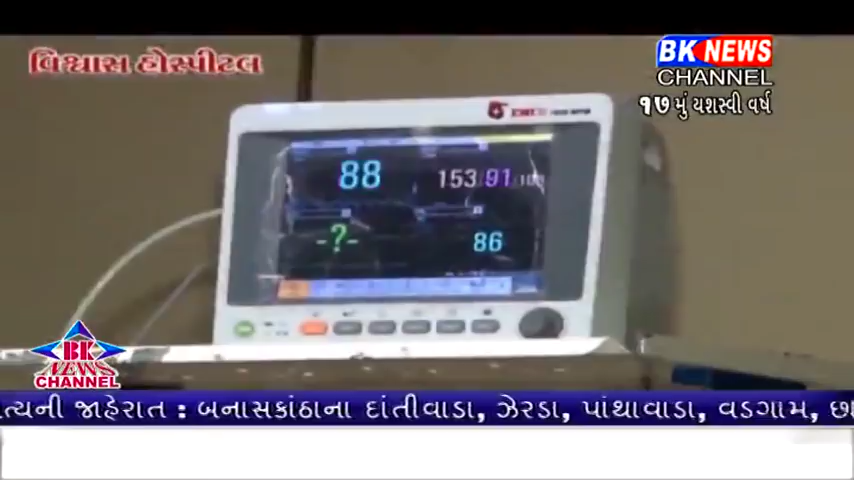 વિશ્વાસ હોસ્પીટલ
BK NEWS
CHANNEL
૧૭ મું યશસ્વી વર્ષ
88
153/91
-?-
86
BK
NEWS
CHANNEL
ત્યની જાહેરાત : બનાસકાંઠાના દાંતીવાડા, ઝેરડા, પાંથાવાડા, વડગામ,